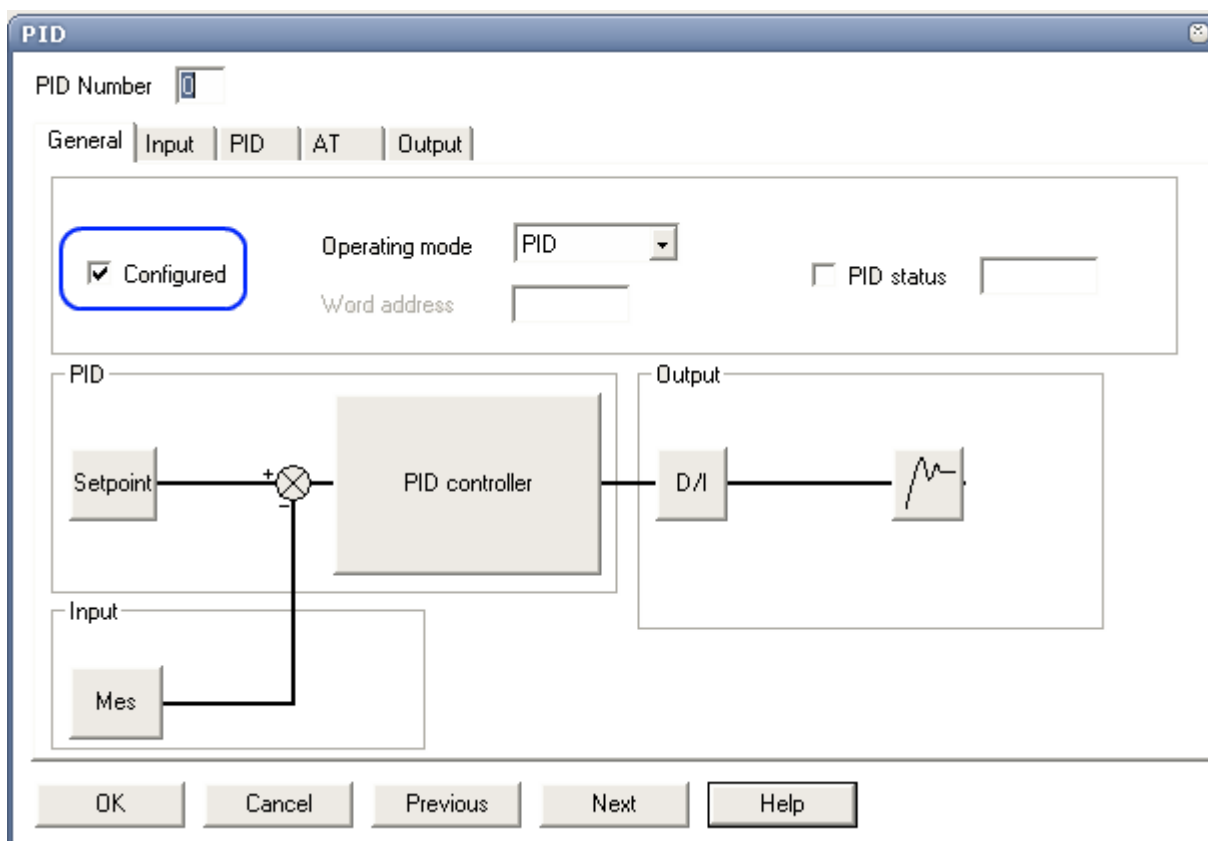 PID
PID Number 0
General Input PID AT Output
Configured
Operating mode PID
Word address
PID status
PID
Output
Setpoint
+
-
PID controller
D/I
Input
Mes
OK Cancel Previous Next Help